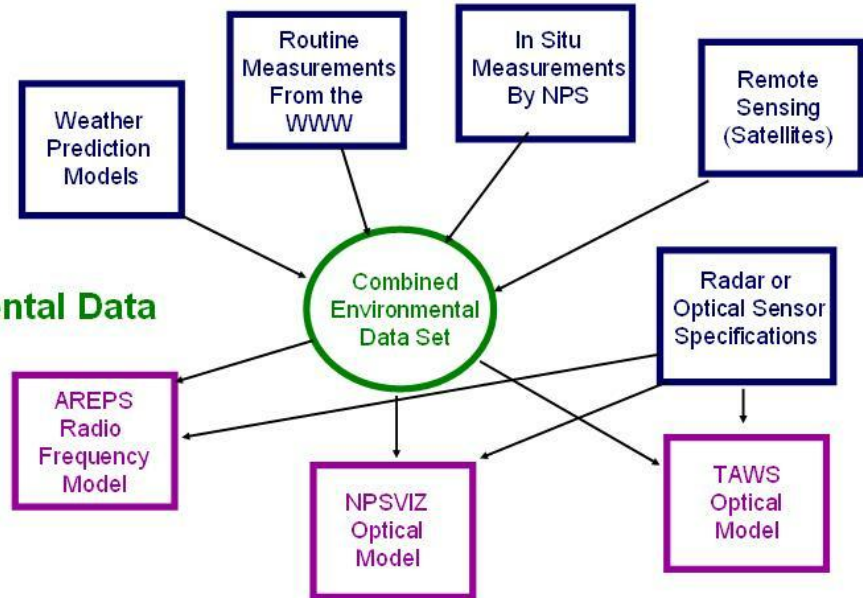 Weather
Prediction
Models
Routine
Measurements
From the
WWW
In Situ
Measurements
By NPS
Remote
Sensing
(Satellites)
ental Data
Combined
Environmental
Data Set
Radar or
Optical Sensor
Specifications
AREPS
Radio
Frequency
Model
NPSVIZ
Optical
Model
TAWS
Optical
Model